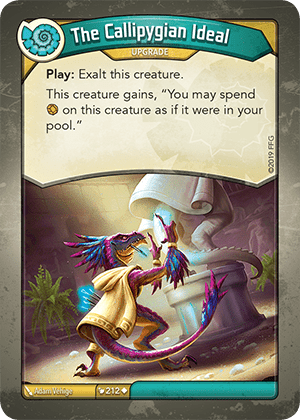 The Callipygian Ideal
UPGRADE
Play: Exalt this creature.
This creature gains, “You may spend
on this creature as if it were in your
pool.”
©2019 FFG
Adam Vehige
212